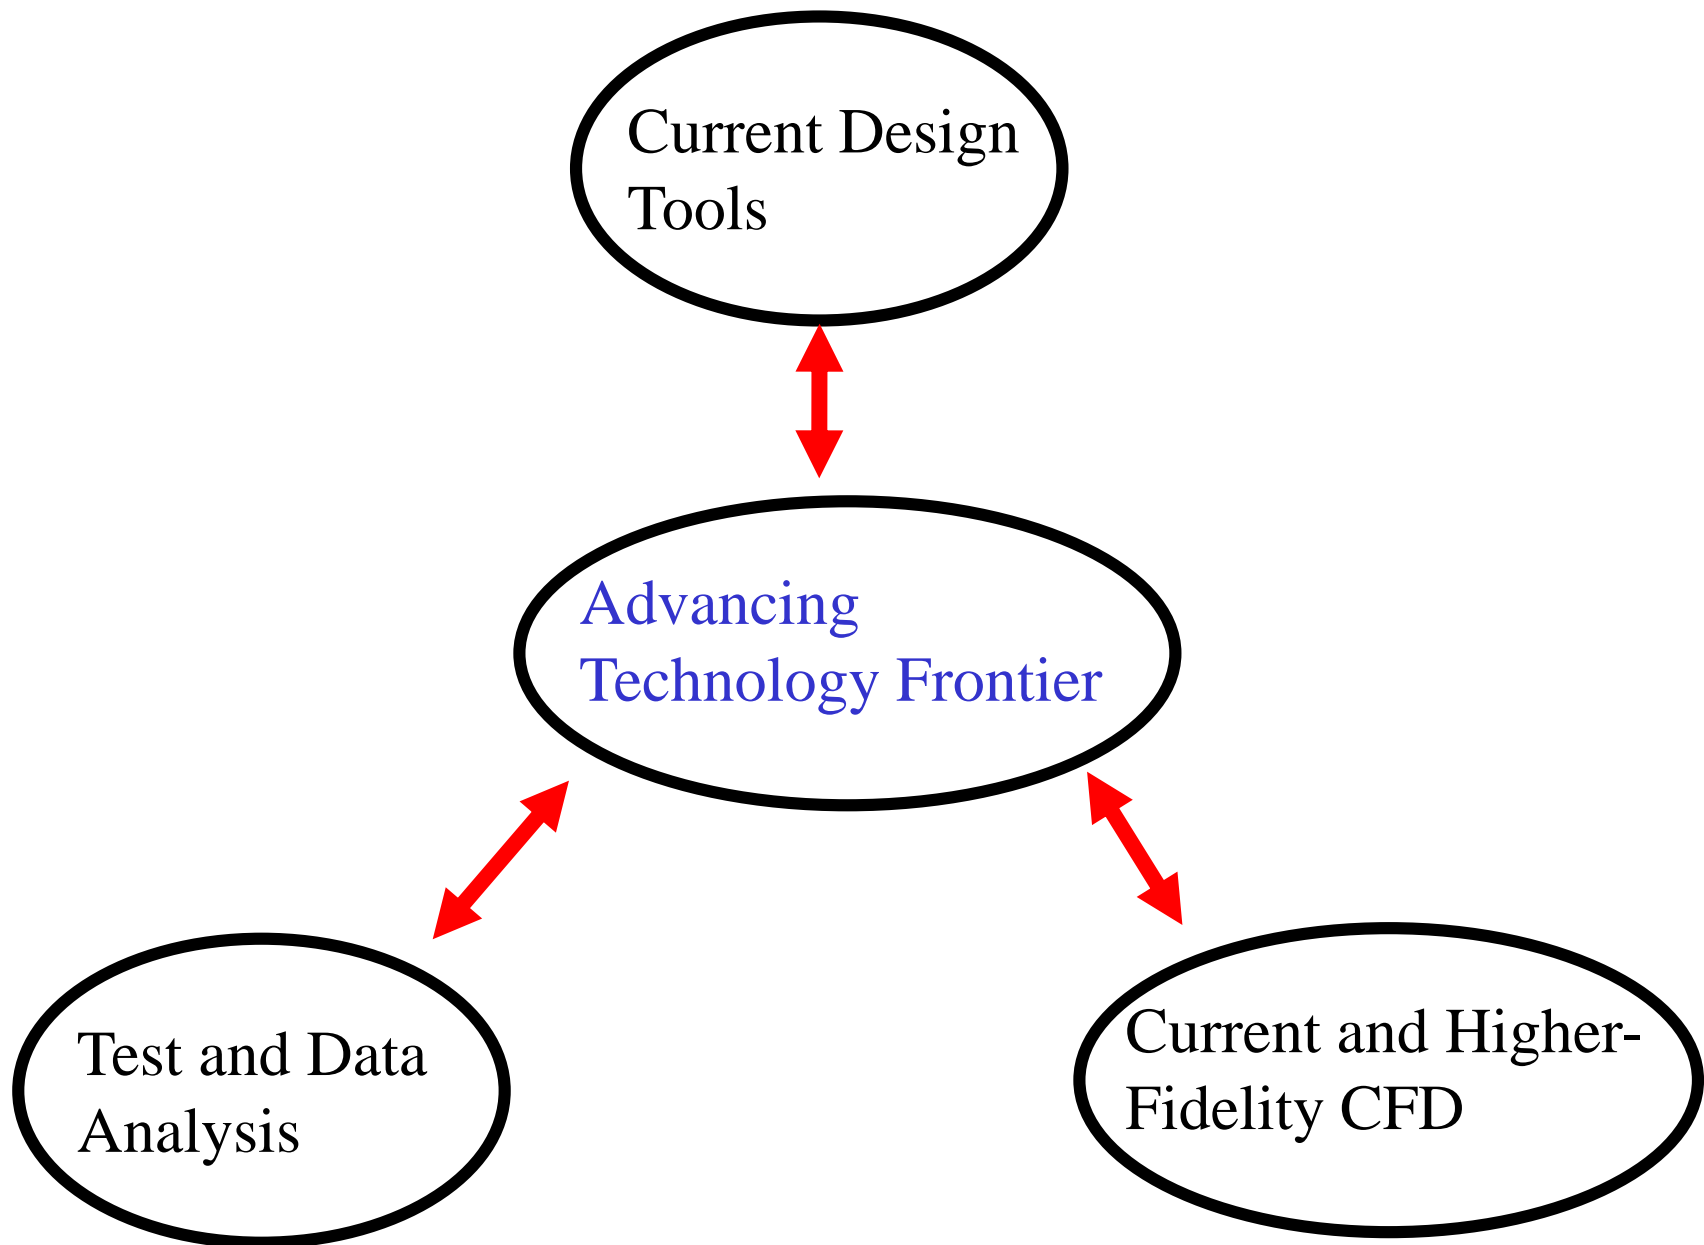 Current Design
Tools
Advancing
Technology Frontier
Test and Data
Analysis
Current and Higher-
Fidelity CFD